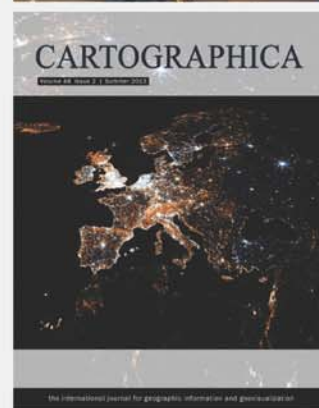 CARTOGRAPHICA
Volume 48 Issue 2 | Summer 2013
the international journal for geographic information and geovisualization